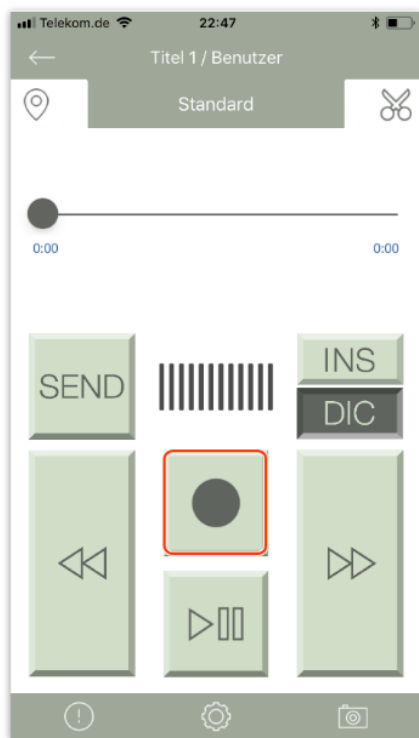 Telekom.de 22:47
Titel 1 / Benutzer
Standard
0:00 0:00
SEND
INS
DIC